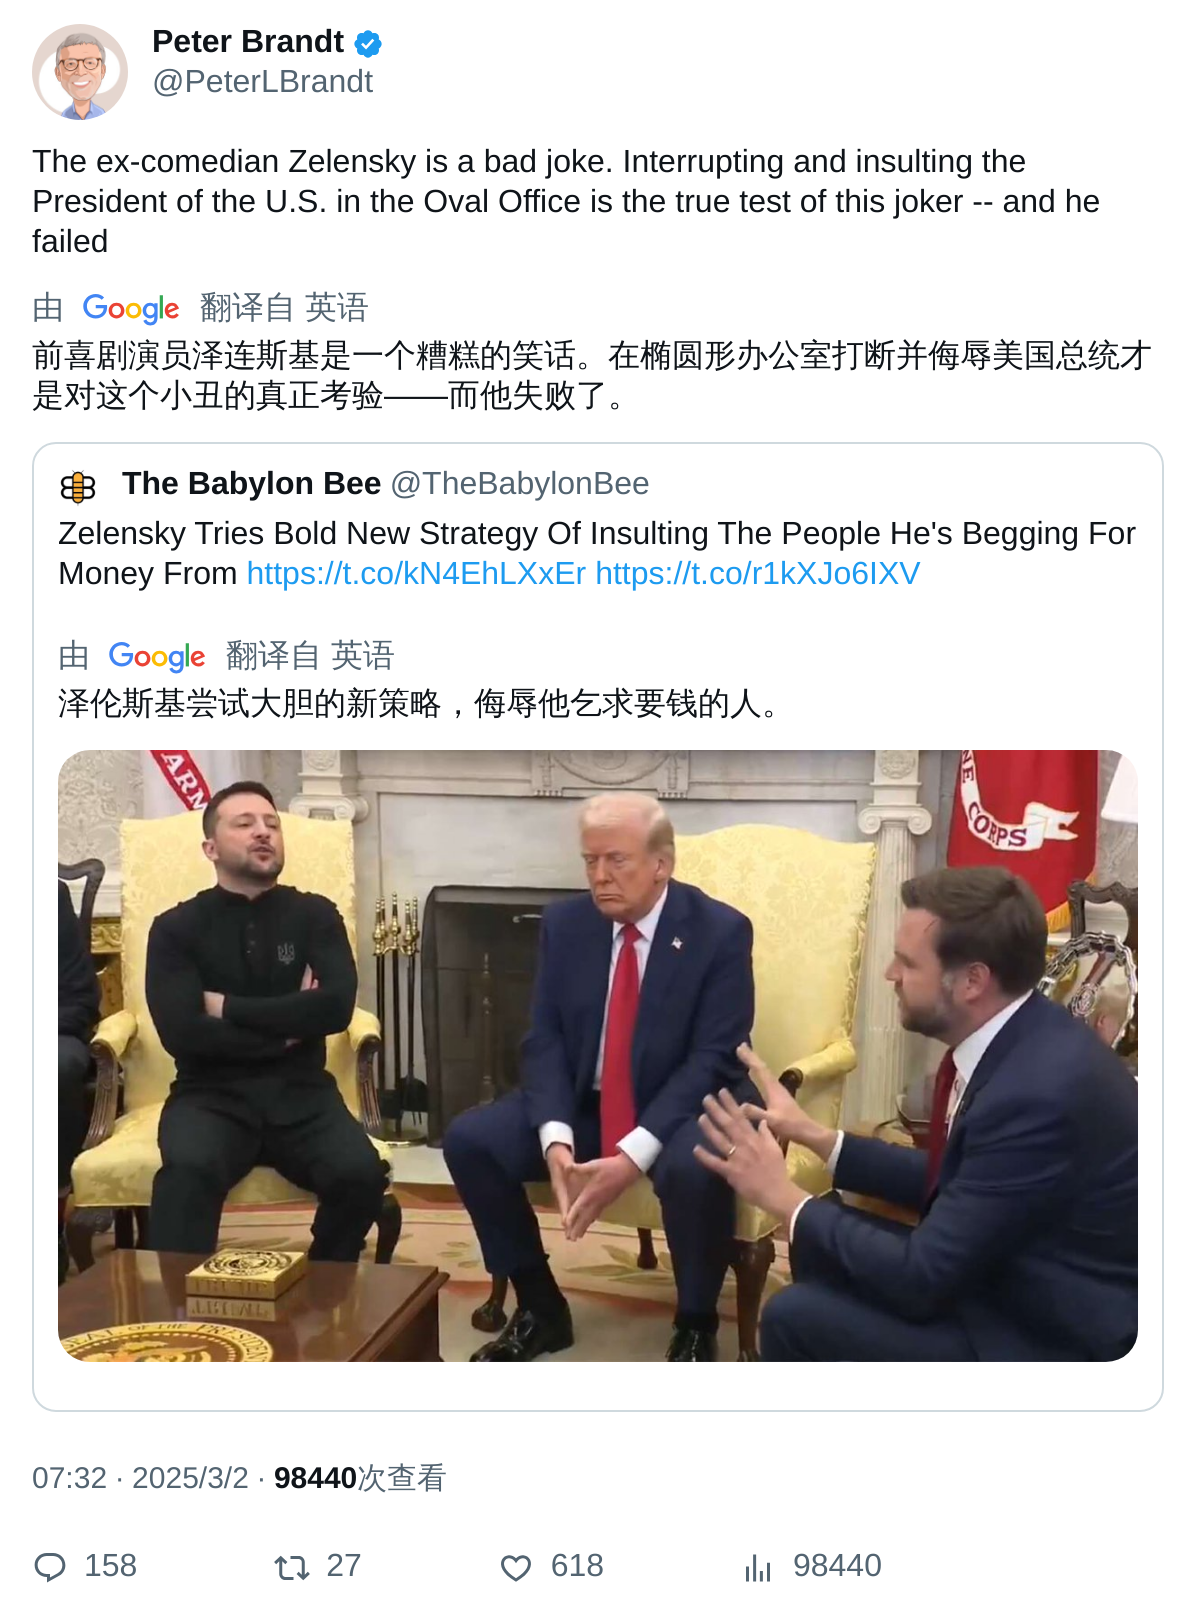 Peter Brandt
@PeterLBrandt
The ex-comedian Zelensky is a bad joke. Interrupting and insulting the
President of the U.S. in the Oval Office is the true test of this joker -- and he
failed
由 Google 翻译自 英语
前喜剧演员泽连斯基是一个糟糕的笑话。在椭圆形办公室打断并侮辱美国总统才
是对这个小丑的真正考验——而他失败了。
The Babylon Bee @TheBabylonBee
Zelensky Tries Bold New Strategy Of Insulting The People He's Begging For
Money From https://t.co/kN4EhLXxEr https://t.co/r1kXJo6IXV
由 Google 翻译自 英语
泽伦斯基尝试大胆的新策略，侮辱他乞求要钱的人。
ARM
NE CORPS
TRUMP
SEAL OF THE PRESIDENT
07:32 · 2025/3/2 · 98440次查看
158 27 618 98440